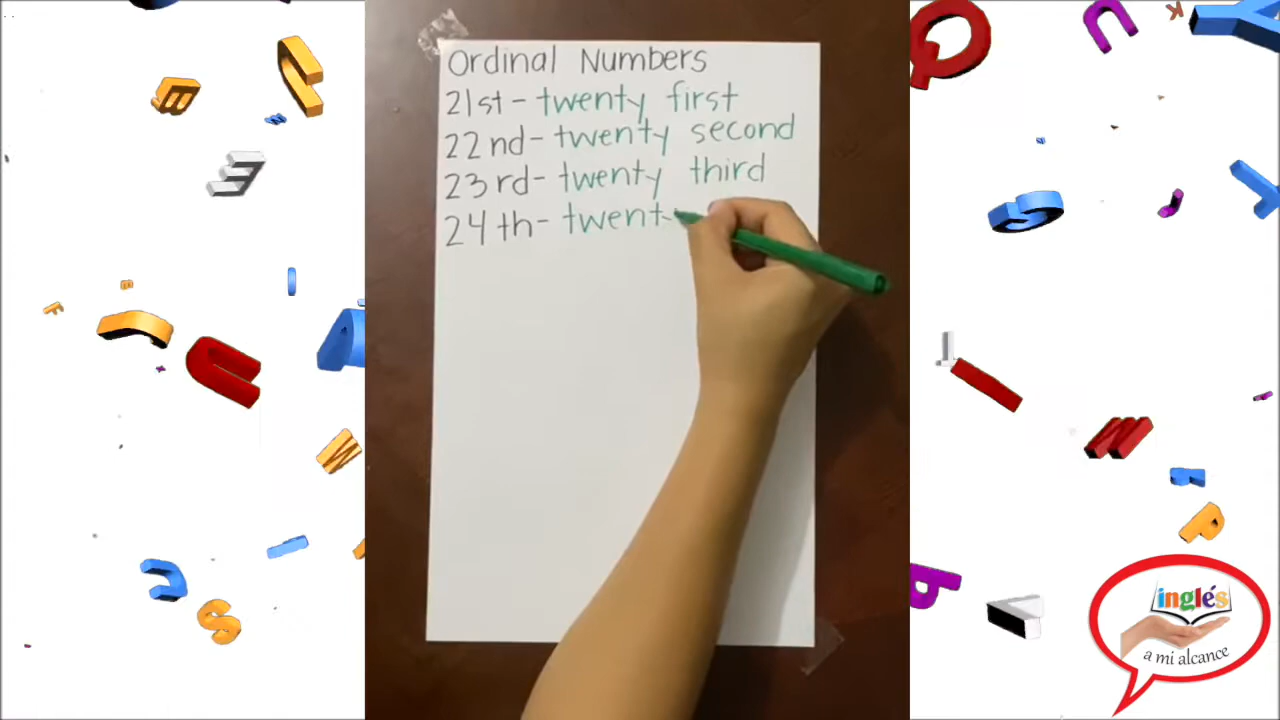 Ordinal Numbers
21st - twenty first
22nd - twenty second
23rd - twenty third
24th - twent
inglés
a mi alcance